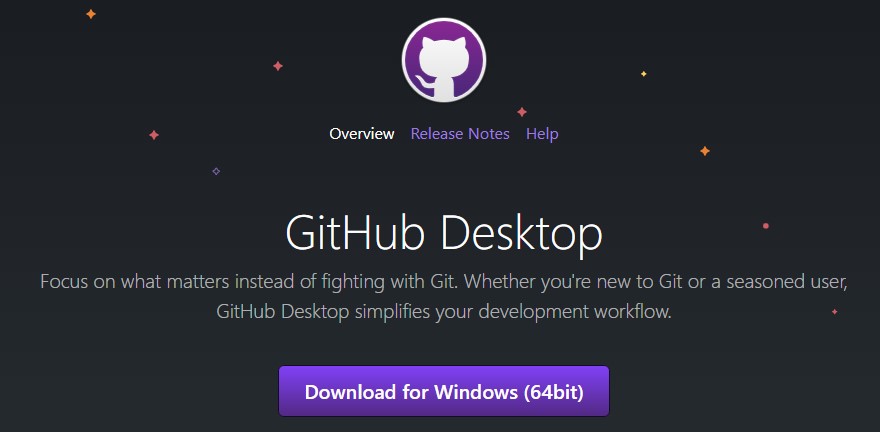 Overview Release Notes Help
GitHub Desktop
Focus on what matters instead of fighting with Git. Whether you're new to Git or a seasoned user,
GitHub Desktop simplifies your development workflow.
Download for Windows (64bit)